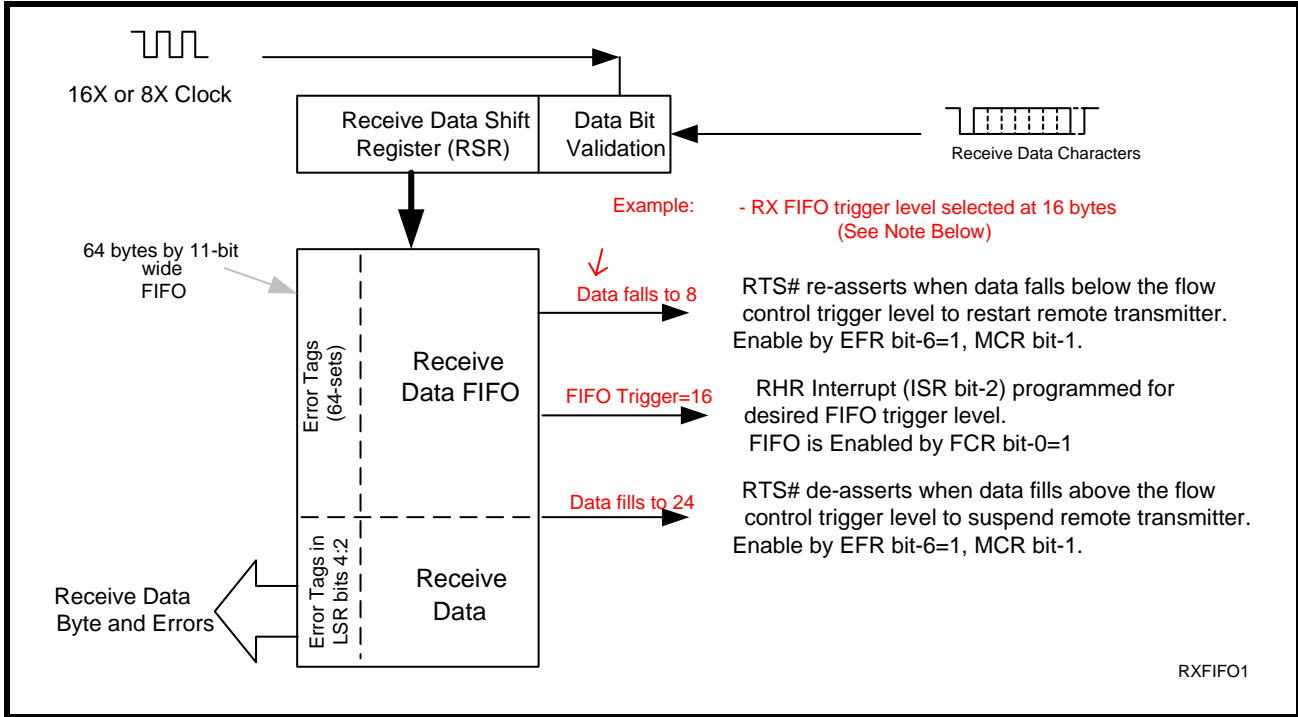 16X or 8X Clock
Receive Data Shift
Register (RSR)
Data Bit
Validation
Receive Data Characters
Example:
- RX FIFO trigger level selected at 16 bytes
(See Note Below)
64 bytes by 11-bit
wide
FIFO
Error Tags
(64-sets)
Receive
Data FIFO
Data falls to 8
RTS# re-asserts when data falls below the flow
control trigger level to restart remote transmitter.
Enable by EFR bit-6=1, MCR bit-1.
FIFO Trigger=16
RHR Interrupt (ISR bit-2) programmed for
desired FIFO trigger level.
FIFO is Enabled by FCR bit-0=1
Data fills to 24
RTS# de-asserts when data fills above the flow
control trigger level to suspend remote transmitter.
Enable by EFR bit-6=1, MCR bit-1.
Error Tags in
LSR bits 4:2
Receive
Data
Receive Data
Byte and Errors
RXFIFO1